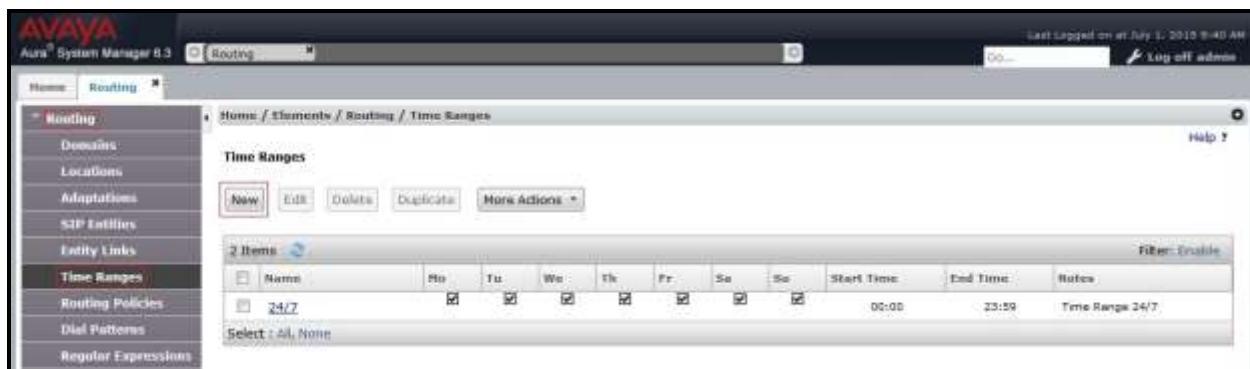 AVAYA
Last Logged on at July 1, 2015 9:40 AM
Aura® System Manager 6.3
Routing
Go...
Log off admin
Home
Routing
Routing
Home / Elements / Routing / Time Ranges
Domains
Help ?
Locations
Time Ranges
Adaptations
New
Edit
Delete
Duplicate
More Actions
SIP Entities
Entity Links
2 Items
Filter: Enable
Time Ranges
Name
Mo
Tu
We
Th
Fr
Sa
Su
Start Time
End Time
Notes
Routing Policies
24/7
00:00
23:59
Time Range 24/7
Dial Patterns
Select : All, None
Regular Expressions